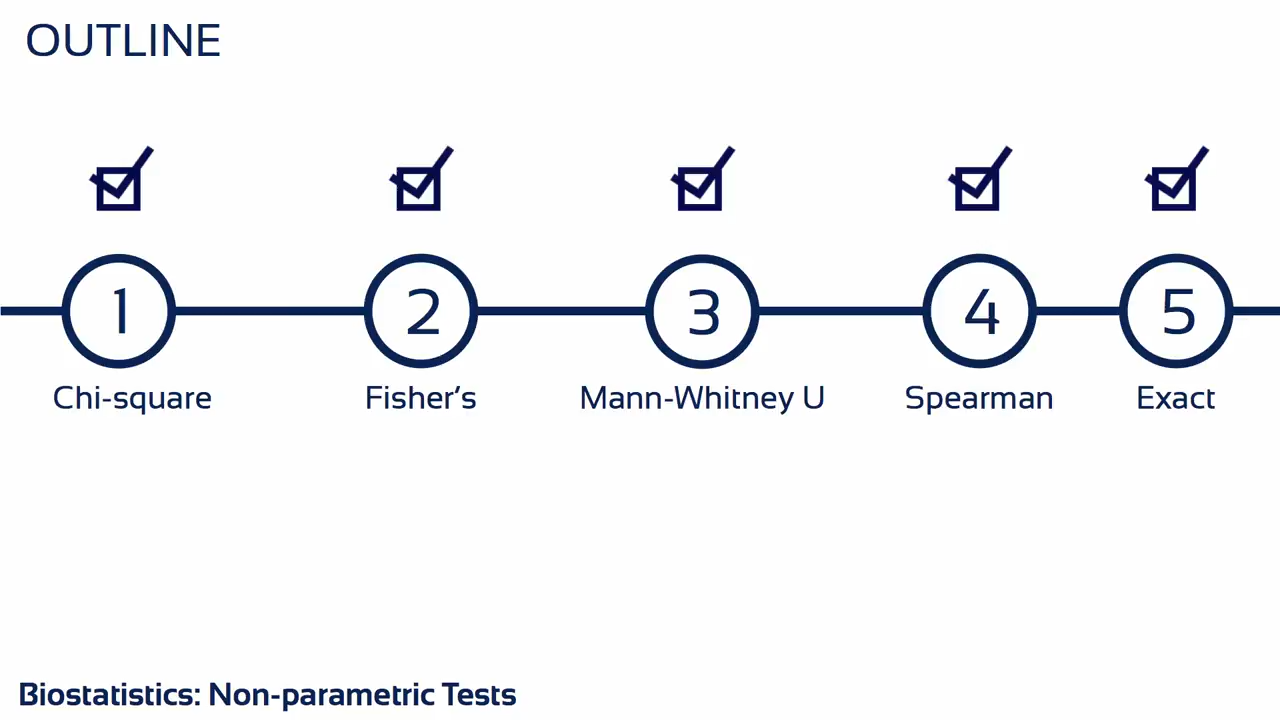 OUTLINE
1 2 3 4 5
Chi-square Fisher's Mann-Whitney U Spearman Exact
Biostatistics: Non-parametric Tests